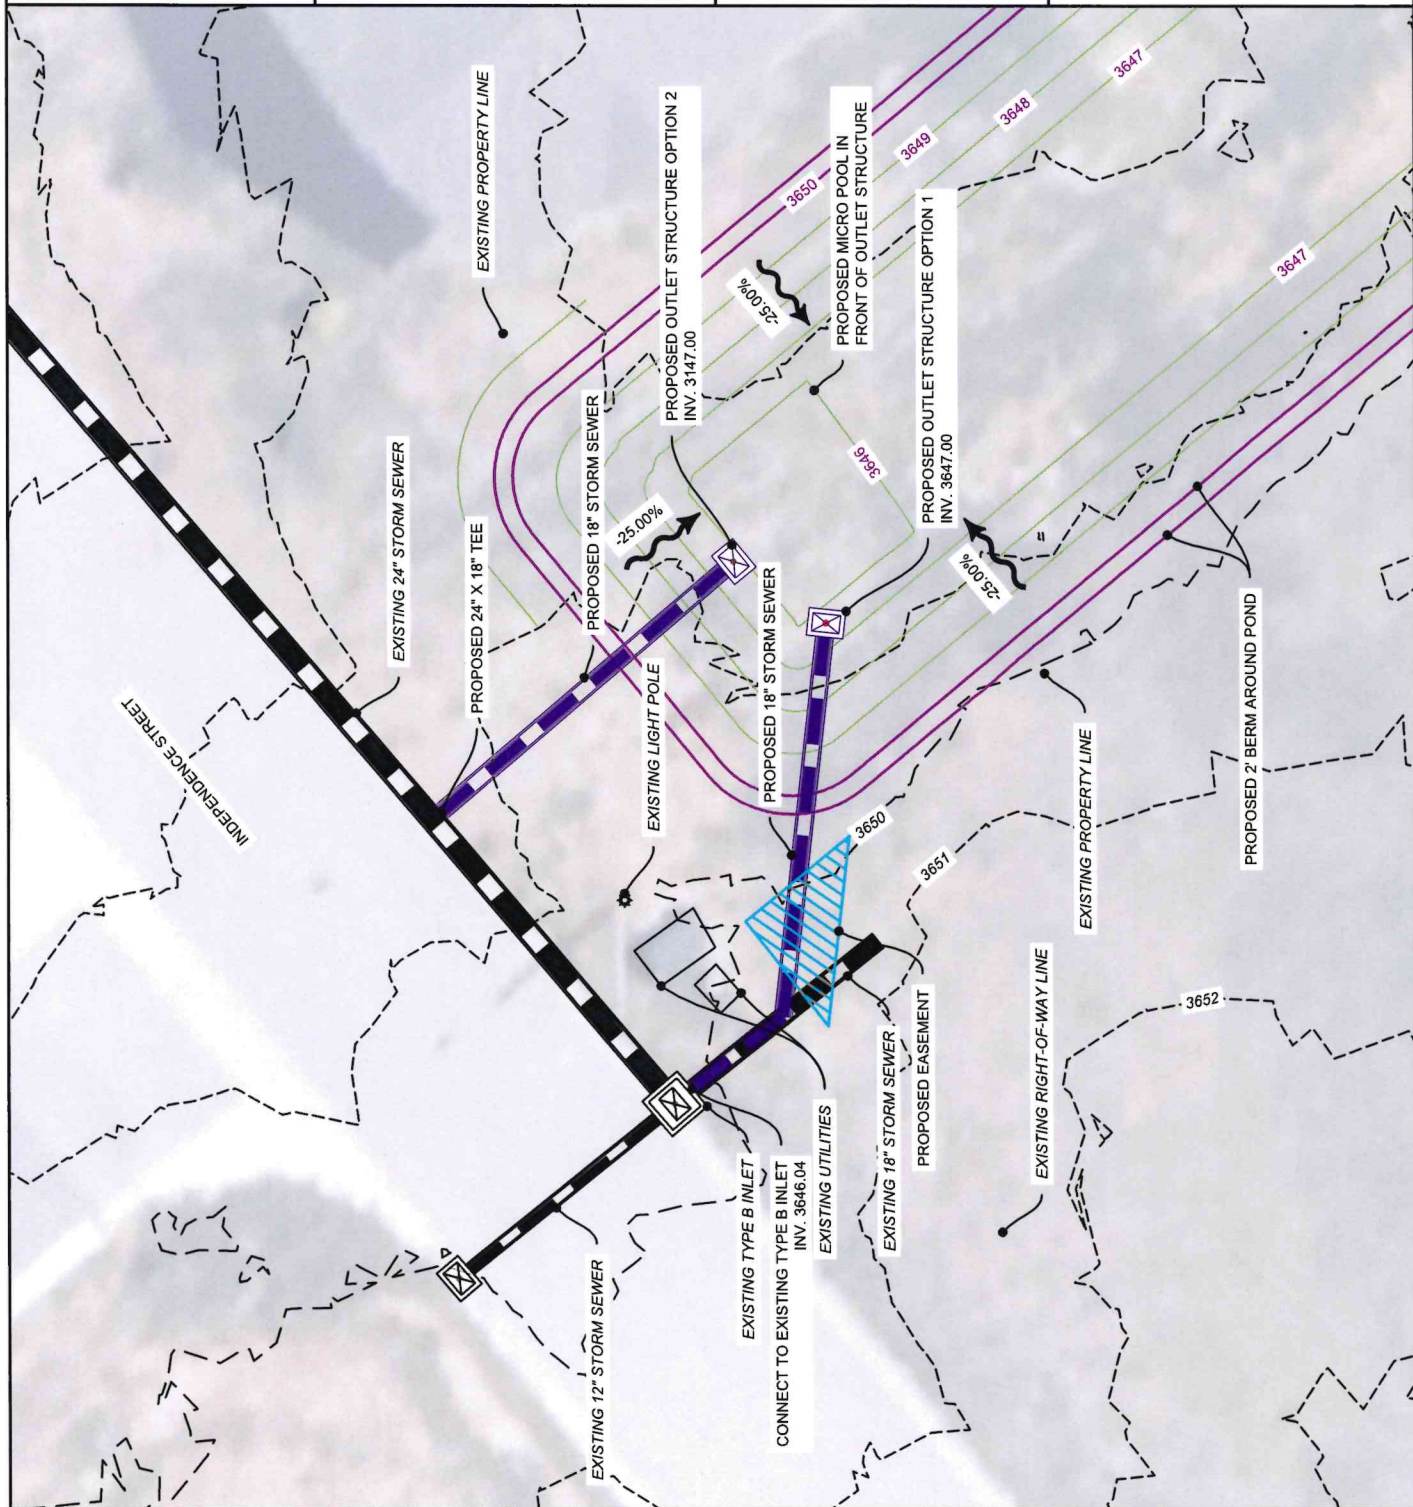 EXISTING PROPERTY LINE
PROPOSED OUTLET STRUCTURE OPTION 2
INV. 3147.00
PROPOSED MICRO POOL IN
FRONT OF OUTLET STRUCTURE
3647
3648
3649
3650
-25.00%
PROPOSED OUTLET STRUCTURE OPTION 1
INV. 3647.00
3647
3646
EXISTING 24" STORM SEWER
PROPOSED 24" X 18" TEE
PROPOSED 18" STORM SEWER
-25.00%
-25.00%
INDEPENDENCE STREET
EXISTING LIGHT POLE
PROPOSED 18" STORM SEWER
3650
3651
EXISTING PROPERTY LINE
PROPOSED 2' BERM AROUND POND
3652
EXISTING RIGHT-OF-WAY LINE
PROPOSED EASEMENT
EXISTING 18" STORM SEWER
EXISTING UTILITIES
EXISTING TYPE B INLET
CONNECT TO EXISTING TYPE B INLET
INV. 3646.04
EXISTING 12" STORM SEWER